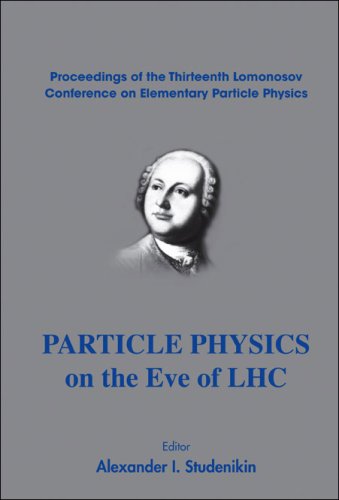 Proceedings of the Thirteenth Lomonosov
Conference on Elementary Particle Physics
PARTICLE PHYSICS
on the Eve of LHC
Editor
Alexander I. Studenikin